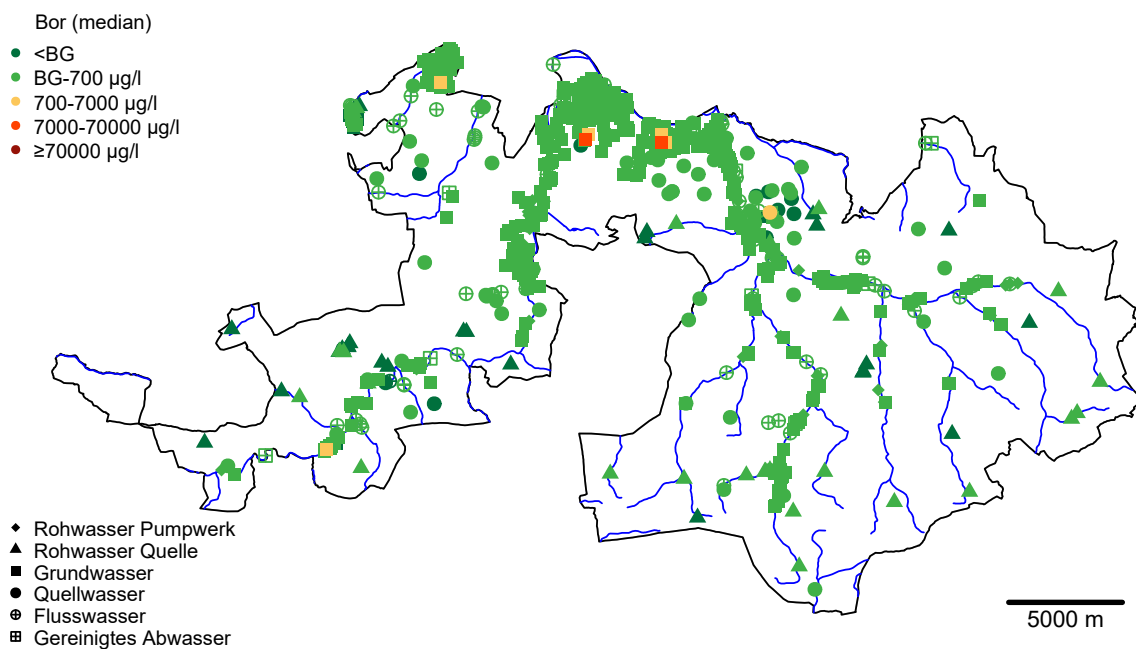 Bor (median)
<BG
BG-700 µg/l
700-7000 µg/l
7000-70000 µg/l
≥70000 µg/l
Rohwasser Pumpwerk
Rohwasser Quelle
Grundwasser
Quellwasser
Flusswasser
Gereinigtes Abwasser
5000 m